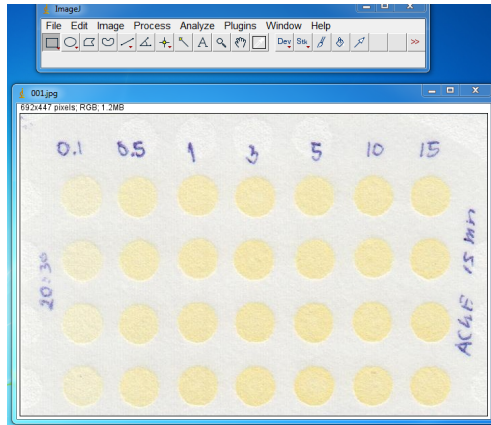 ImageJ
File Edit Image Process Analyze Plugins Window Help
Dev Stk >>
001.jpg
692x447 pixels; RGB; 1.2MB
0.1 0.5 1 3 5 10 15
20:30
AChE 15 mn